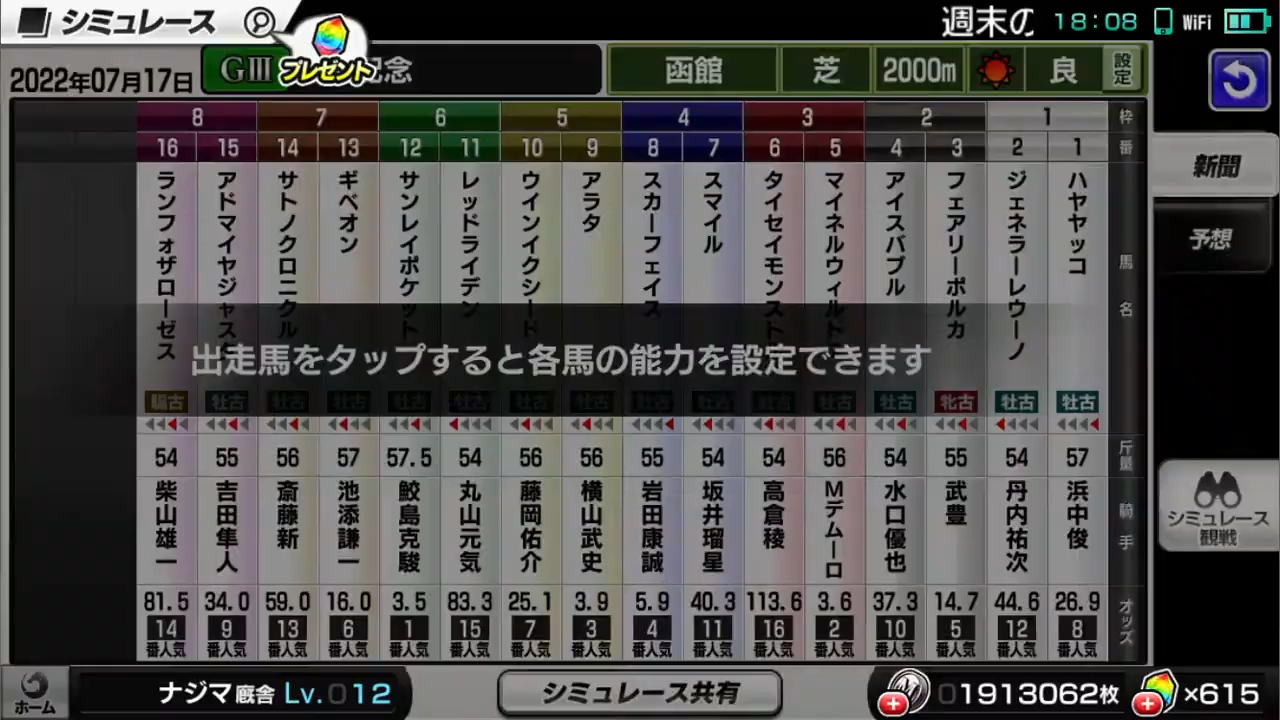 シミュレース
プレゼント
週末の
18:08
WiFi
2022年07月17日
GIII
念
函館
芝
2000m
良
設定
8 7 6 5 4 3 2 1 枠
16 15 14 13 12 11 10 9 8 7 6 5 4 3 2 1 番
馬名
ハヤヤッコ
ジェネラーレウーノ
フェアリーポルカ
アイスバブル
マイネルウィルト
タイセイモンスト
スマイル
スカーフェイス
アラタ
ウインイクシード
レッドライデン
サンレイポケット
ギベオン
サトノクロニクル
アドマイヤジャスタ
ランフォザローゼス
出走馬をタップすると各馬の能力を設定できます
騸古 牡古 牡古 牡古 牡古 牡古 牡古 牡古 牡古 牡古 牡古 牡古 牡古 牝古 牡古 牡古
54 55 56 57 57.5 54 56 56 55 54 54 56 54 55 54 57 斤量
騎手
浜中俊
丹内祐次
武豊
水口優也
Mデムーロ
高倉稜
坂井瑠星
岩田康誠
横山武史
藤岡佑介
丸山元気
鮫島克駿
池添謙一
斎藤新
吉田隼人
柴山雄一
81.5 34.0 59.0 16.0 3.5 83.3 25.1 3.9 5.9 40.3 113.6 3.6 37.3 14.7 44.6 26.9 オッズ
14 9 13 6 1 15 7 3 4 11 16 2 10 5 12 8
番人気 番人気 番人気 番人気 番人気 番人気 番人気 番人気 番人気 番人気 番人気 番人気 番人気 番人気 番人気 番人気
新聞
予想
シミュレース
観戦
ホーム
ナジマ厩舎 Lv.012
シミュレース共有
01913062枚
×615